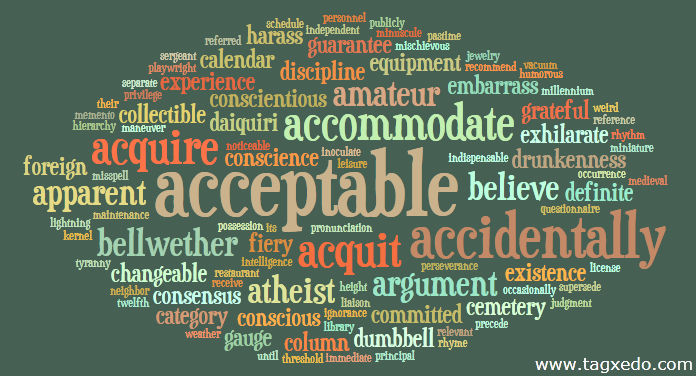 schedule personnel
independent publicly
harass minuscule pastime
referred guarantee mischievous
sergeant calendar equipment jewelry
playwright discipline recommend vacuum
humorous
separate experience amateur embarrass millennium
privilege conscientious
their collectible daiquiri accommodate grateful weird
memento reference
hierarchy maneuver exhilarate rhythm
acquire noticeable inoculate miniature
foreign conscience leisure indispensable drunkenness
misspell acceptable occurrence
apparent believe definite medieval
lightning maintenance possession its pronunciation questionnaire
kernel bellwether fiery acquit accidentally
tyranny intelligence perseverance
changeable restaurant height argument existence license
neighbor receive atheist occasionally supersede
twelfth consensus liaison cemetery
category conscious ignorance committed judgment
weather library precede
gauge column dumbbell relevant
rhyme
until threshold immediate principal
www.tagxedo.com